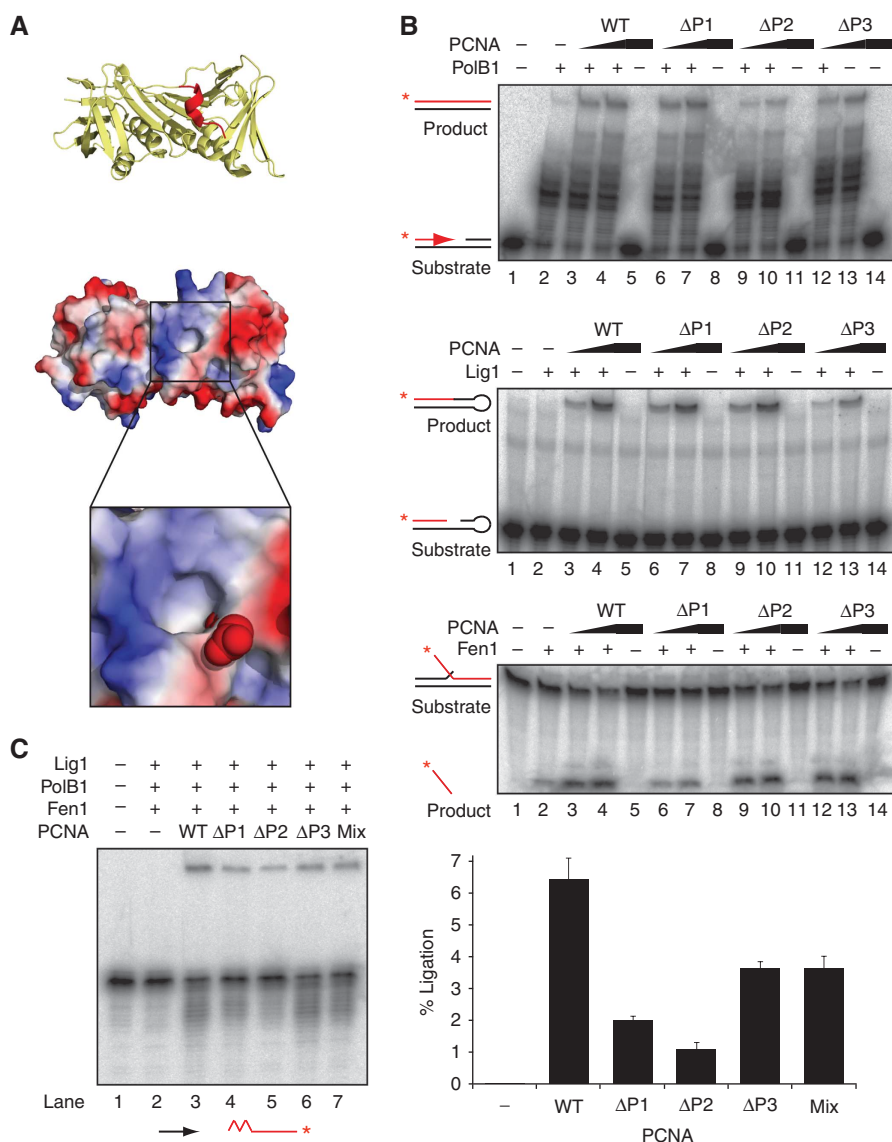 A
B
WT ΔP1 ΔP2 ΔP3
PCNA – –
PolB1 – + + + – + + – + + – + – –
*
Product
*
Substrate
1 2 3 4 5 6 7 8 9 10 11 12 13 14
WT ΔP1 ΔP2 ΔP3
PCNA – –
Lig1 – + + + – + + – + + – + + –
*
Product
*
Substrate
1 2 3 4 5 6 7 8 9 10 11 12 13 14
WT ΔP1 ΔP2 ΔP3
PCNA – –
Fen1 – + + + – + + – + + – + + –
*
Substrate
*
Product
1 2 3 4 5 6 7 8 9 10 11 12 13 14
C
Lig1 – + + + + + +
PolB1 – + + + + + +
Fen1 – + + + + + +
PCNA – – WT ΔP1 ΔP2 ΔP3 Mix
Lane 1 2 3 4 5 6 7
*
% Ligation
7
6
5
4
3
2
1
0
– WT ΔP1 ΔP2 ΔP3 Mix
PCNA